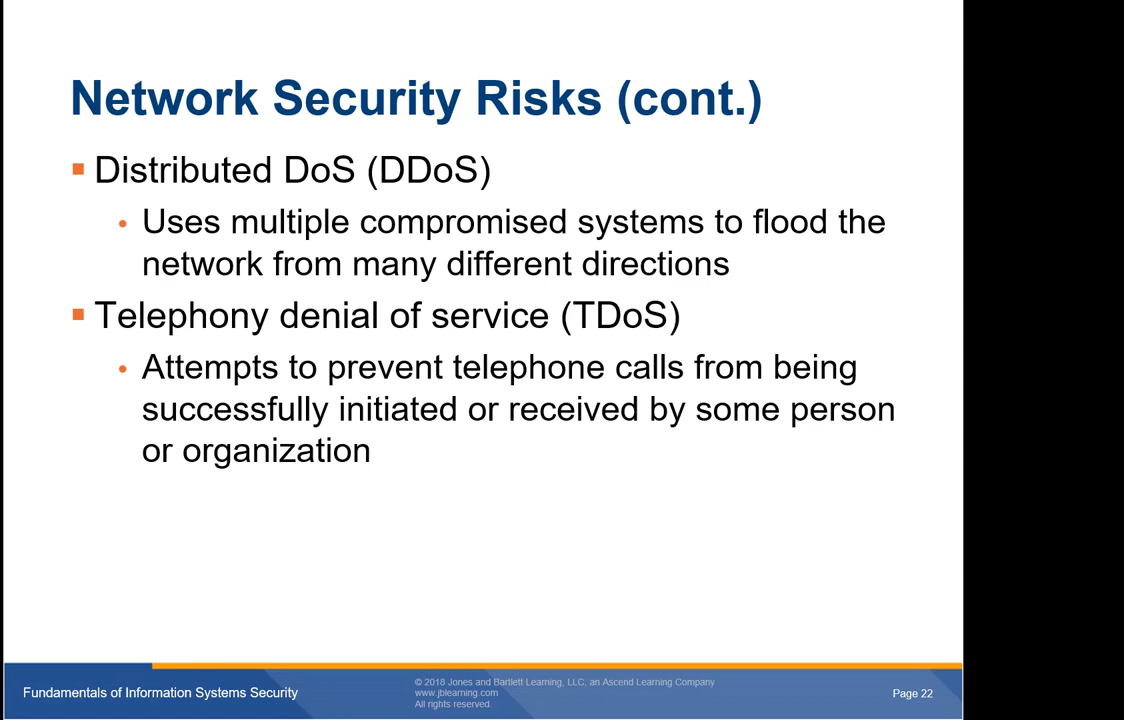 Network Security Risks (cont.)
▪ Distributed DoS (DDoS)
• Uses multiple compromised systems to flood the
network from many different directions
▪ Telephony denial of service (TDoS)
• Attempts to prevent telephone calls from being
successfully initiated or received by some person
or organization
Fundamentals of Information Systems Security
© 2018 Jones and Bartlett Learning, LLC, an Ascend Learning Company
www.jblearning.com
All rights reserved.
Page 22